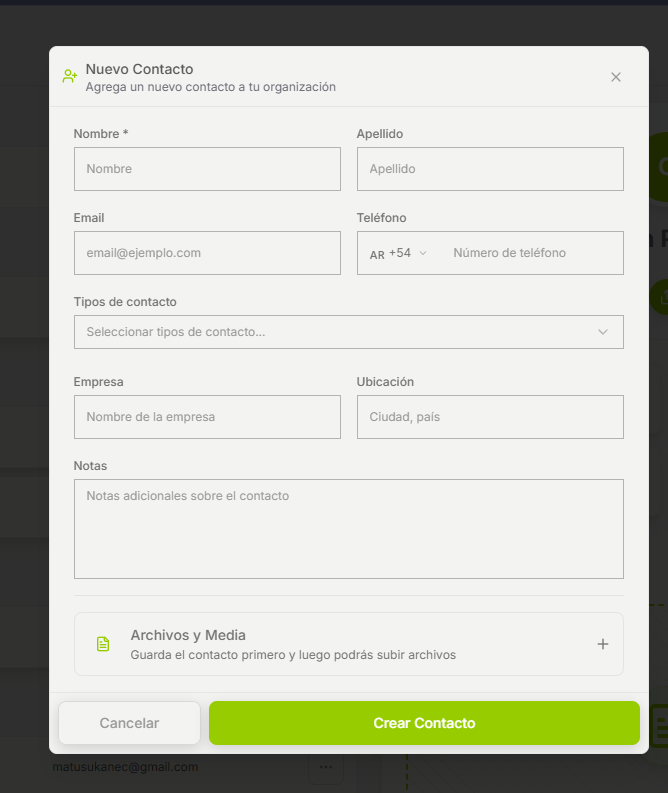 Nuevo Contacto
Agrega un nuevo contacto a tu organización
Nombre * Apellido
Nombre Apellido
Email Teléfono
email@ejemplo.com AR +54 Número de teléfono
Tipos de contacto
Seleccionar tipos de contacto...
Empresa Ubicación
Nombre de la empresa Ciudad, país
Notas
Notas adicionales sobre el contacto
Archivos y Media
Guarda el contacto primero y luego podrás subir archivos
Cancelar Crear Contacto
matusukanec@gmail.com